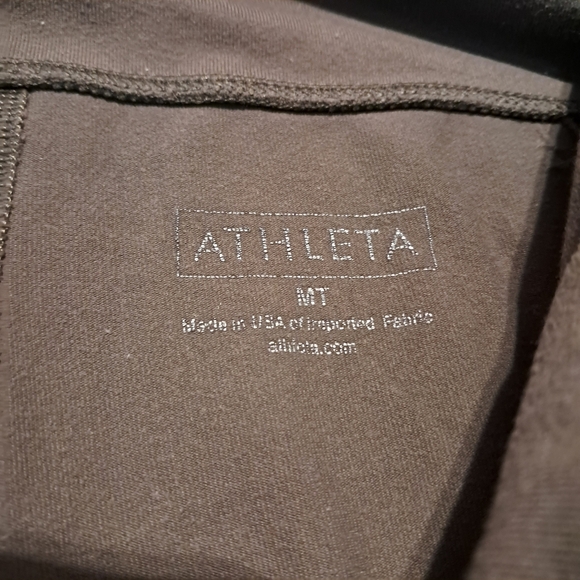 ATHLETA
MT
Made in USA of Imported Fabric
athleta.com